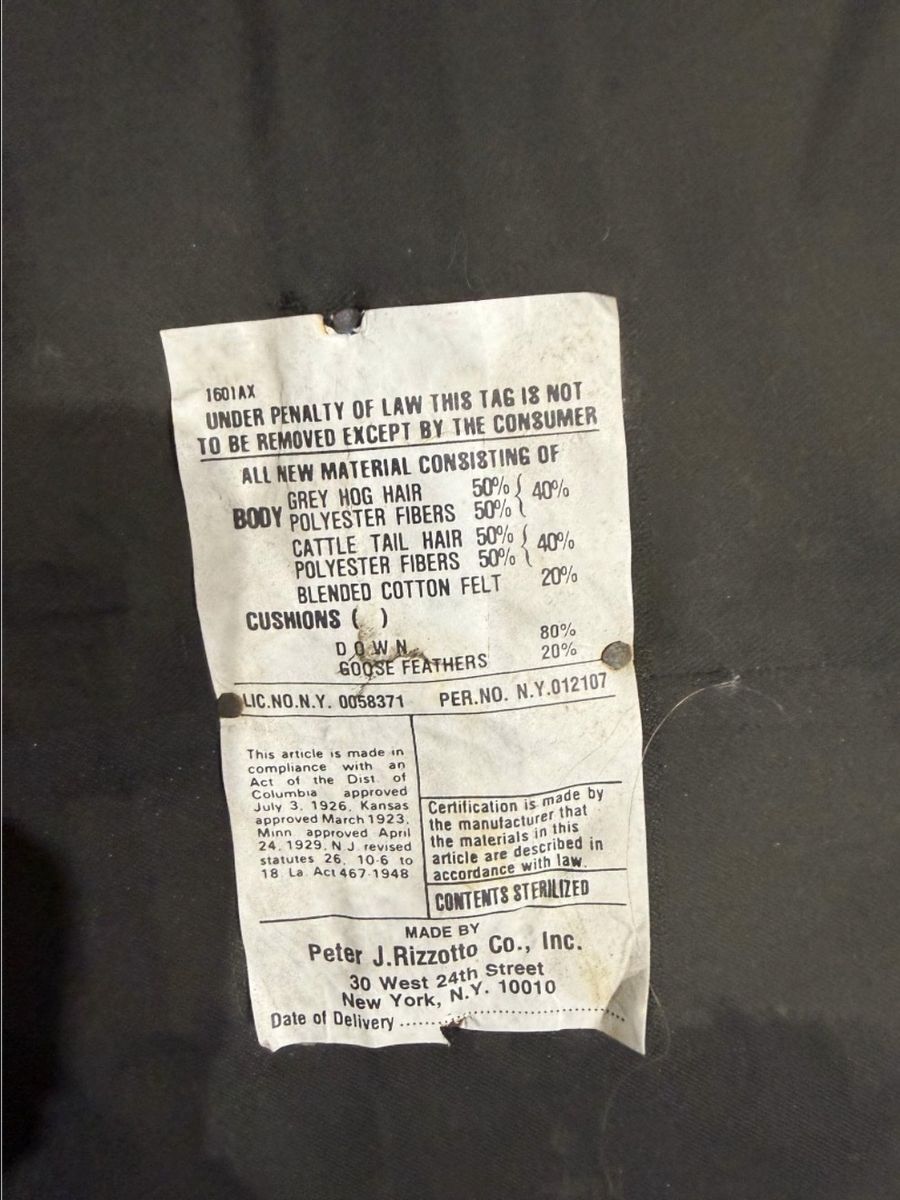 1601AX
UNDER PENALTY OF LAW THIS TAG IS NOT
TO BE REMOVED EXCEPT BY THE CONSUMER
ALL NEW MATERIAL CONSISTING OF
BODY GREY HOG HAIR 50% { 40%
POLYESTER FIBERS 50%
CATTLE TAIL HAIR 50% { 40%
POLYESTER FIBERS 50%
BLENDED COTTON FELT 20%
CUSHIONS ( )
DOWN 80%
GOOSE FEATHERS 20%
LIC.NO.N.Y. 0058371 PER.NO. N.Y.012107
This article is made in
compliance with an
Act of the Dist. of
Columbia approved
July 3, 1926, Kansas
approved March 1923,
Minn approved April
24, 1929, N.J. revised
statutes 26, 10-6 to
18 La. Act 467-1948
Certification is made by
the manufacturer that
the materials in this
article are described in
accordance with law.
CONTENTS STERILIZED
MADE BY
Peter J.Rizzotto Co., Inc.
30 West 24th Street
New York, N.Y. 10010
Date of Delivery ........................................